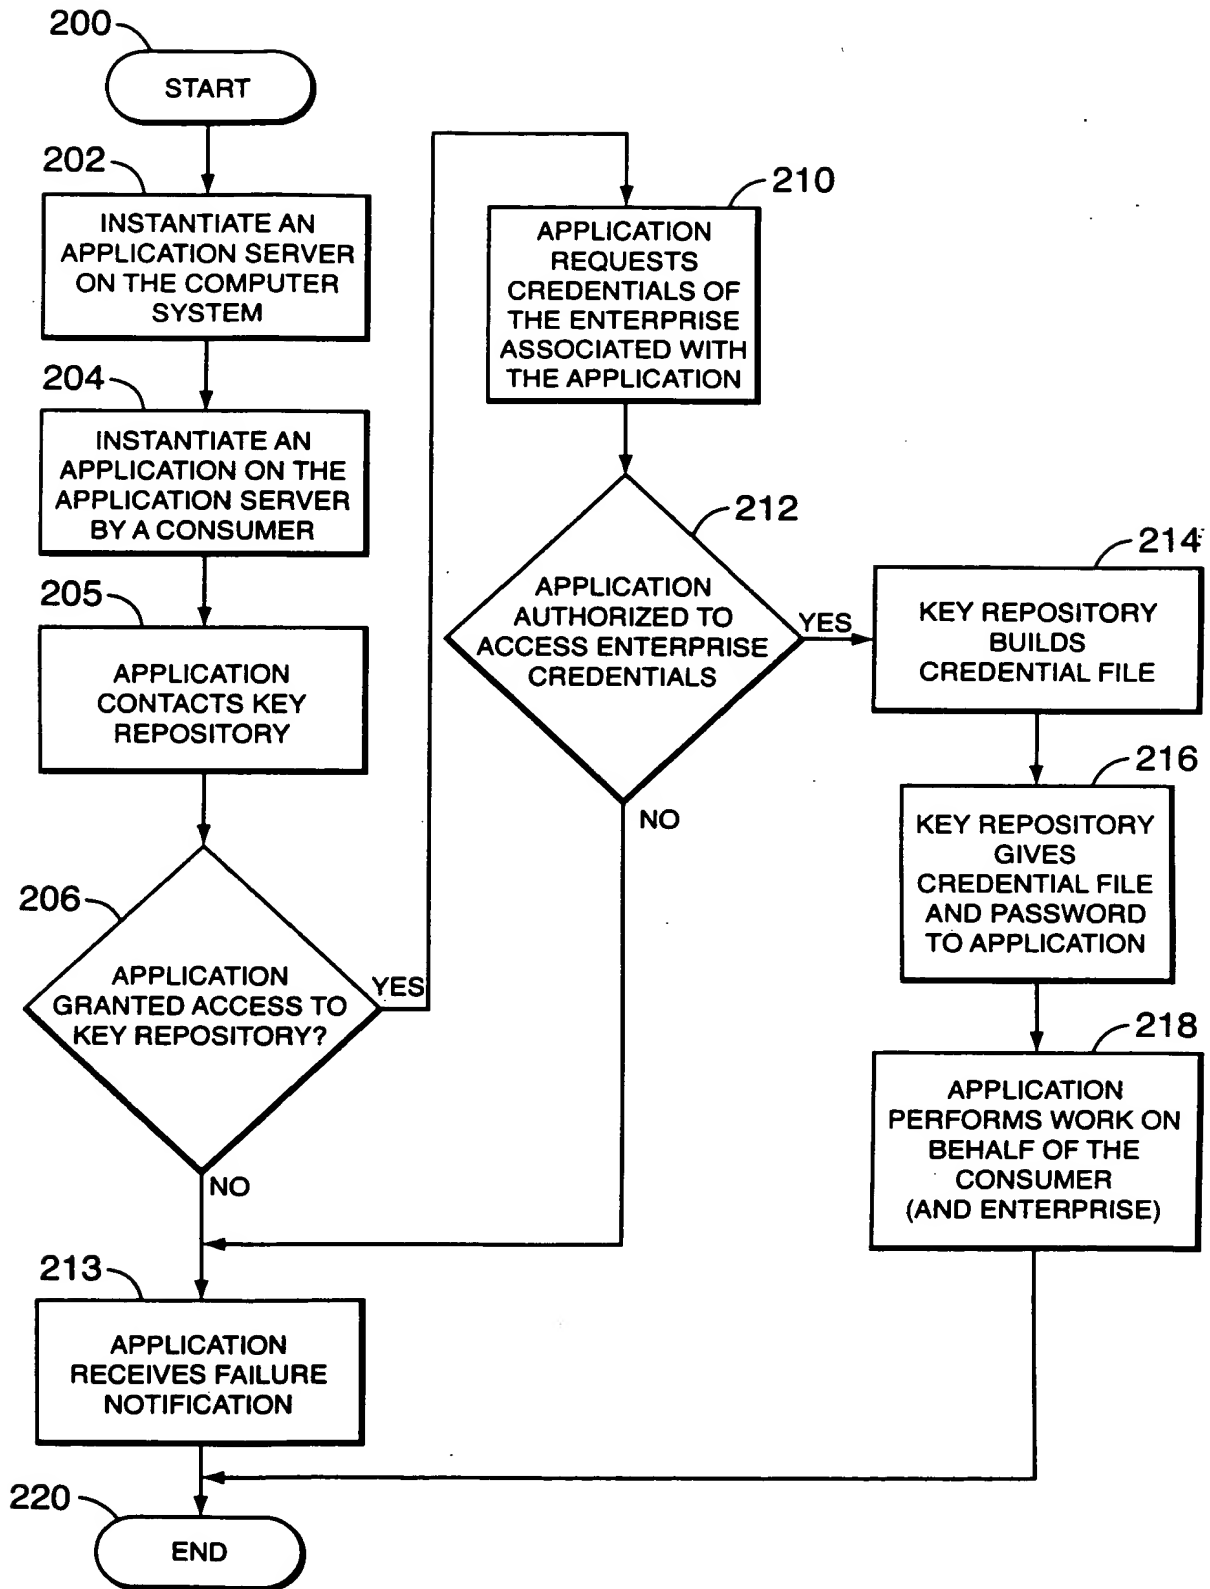 200
START
202
INSTANTIATE AN
APPLICATION SERVER
ON THE COMPUTER
SYSTEM
204
INSTANTIATE AN
APPLICATION ON THE
APPLICATION SERVER
BY A CONSUMER
205
APPLICATION
CONTACTS KEY
REPOSITORY
206
APPLICATION
GRANTED ACCESS TO
KEY REPOSITORY?
YES
NO
210
APPLICATION
REQUESTS
CREDENTIALS OF
THE ENTERPRISE
ASSOCIATED WITH
THE APPLICATION
212
APPLICATION
AUTHORIZED TO
ACCESS ENTERPRISE
CREDENTIALS
YES
NO
214
KEY REPOSITORY
BUILDS
CREDENTIAL FILE
216
KEY REPOSITORY
GIVES
CREDENTIAL FILE
AND PASSWORD
TO APPLICATION
218
APPLICATION
PERFORMS WORK ON
BEHALF OF THE
CONSUMER
(AND ENTERPRISE)
213
APPLICATION
RECEIVES FAILURE
NOTIFICATION
220
END